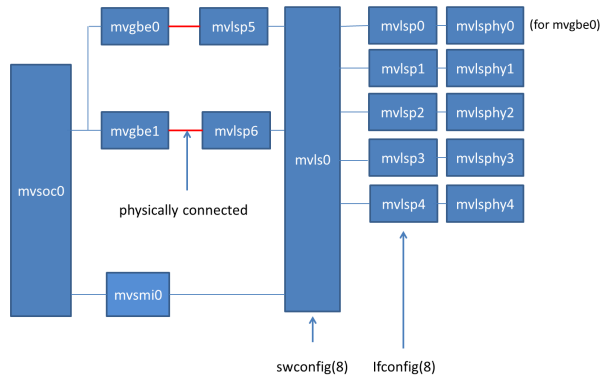 mvgbe0
mvlsp5
mvlsp0
mvlsphy0
(for mvgbe0)
mvlsp1
mvlsphy1
mvgbe1
mvlsp6
mvlsp2
mvlsphy2
mvsoc0
mvls0
mvlsp3
mvlsphy3
physically connected
mvlsp4
mvlsphy4
mvsmi0
swconfig(8)
Ifconfig(8)